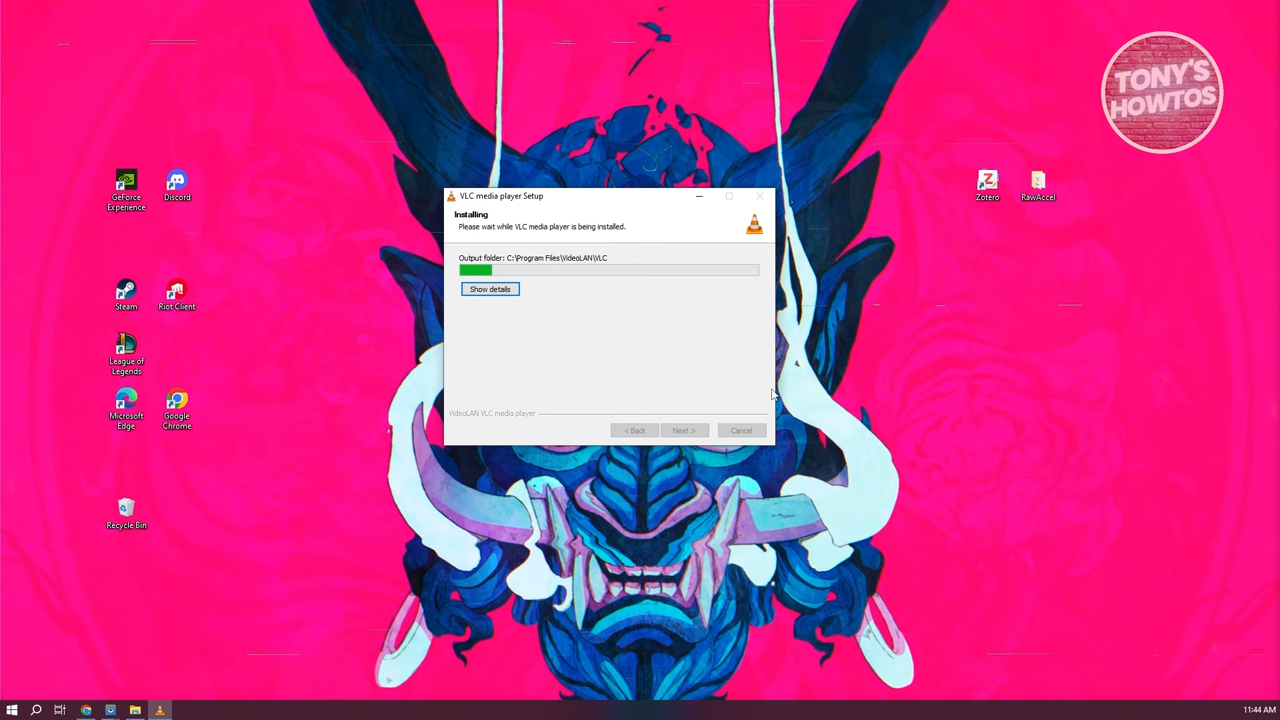 TONY'S
HOWTOS
GeForce
Experience
Discord
Zotero
RawAccel
VLC media player Setup
Installing
Please wait while VLC media player is being installed.
Output folder: C:\Program Files\VideoLAN\VLC
Show details
Steam
Riot Client
League of
Legends
Microsoft
Edge
Google
Chrome
VideoLAN VLC media player
< Back
Next >
Cancel
Recycle Bin
11:44 AM